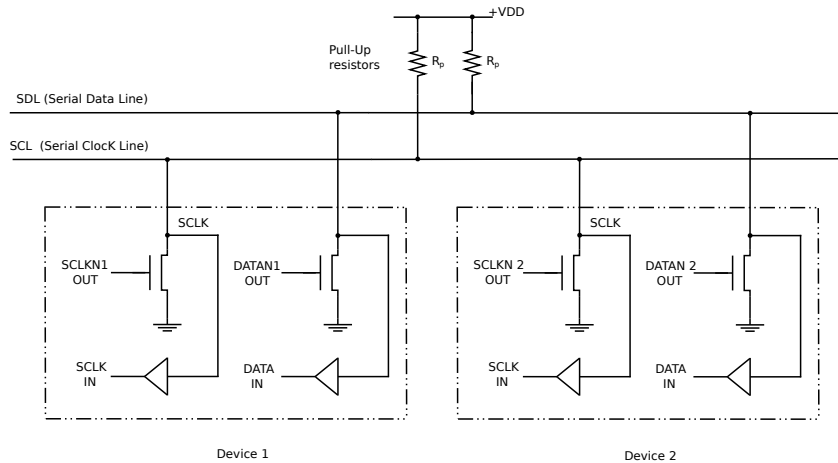 +VDD
Pull-Up
resistors
Rp
Rp
SDL (Serial Data Line)
SCL (Serial ClocK Line)
SCLK
SCLKN1
OUT
DATAN1
OUT
SCLK
IN
DATA
IN
Device 1
SCLK
SCLKN 2
OUT
DATAN 2
OUT
SCLK
IN
DATA
IN
Device 2